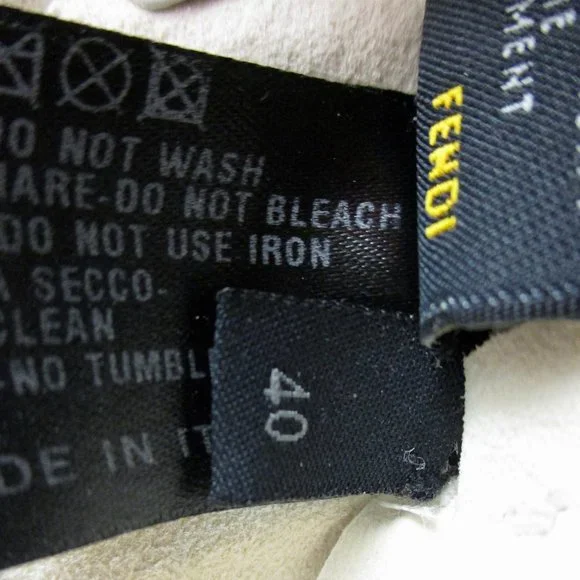 DO NOT WASH
DO NOT BLEACH
DO NOT USE IRON
A SECCO-
CLEAN
-NO TUMBL
DE IN IT
40
FENDI
MENT